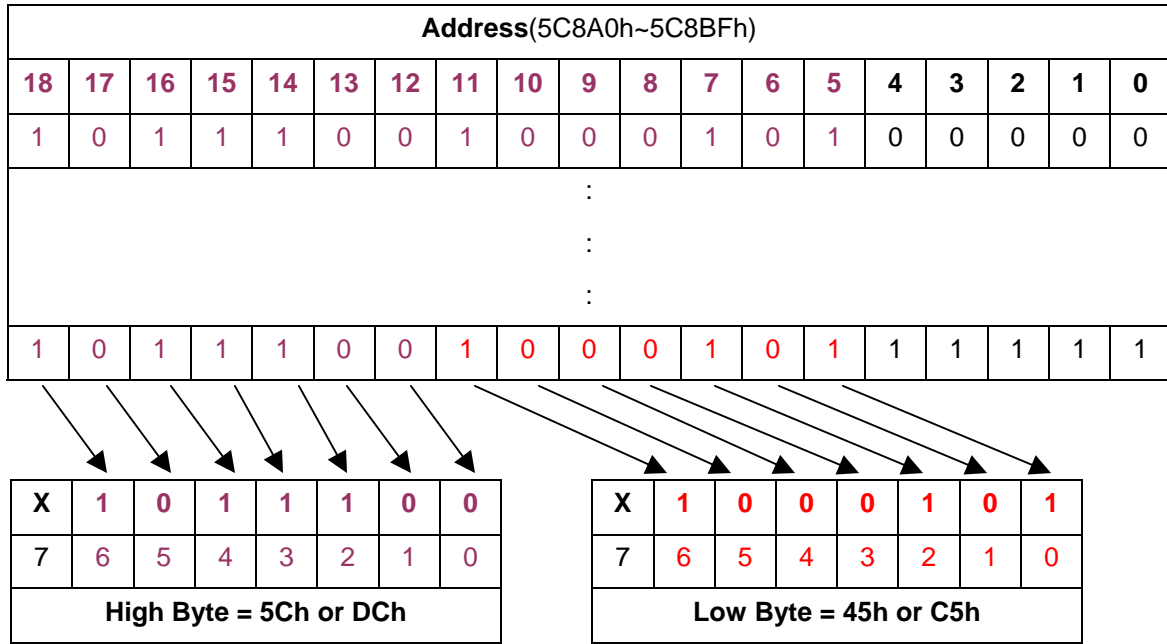 Address(5C8A0h~5C8BFh)
18 17 16 15 14 13 12 11 10 9 8 7 6 5 4 3 2 1 0
1 0 1 1 1 0 0 1 0 0 0 1 0 1 0 0 0 0 0
:
:
:
1 0 1 1 1 0 0 1 0 0 0 1 0 1 1 1 1 1 1
X 1 0 1 1 1 0 0
7 6 5 4 3 2 1 0
High Byte = 5Ch or DCh
X 1 0 0 0 1 0 1
7 6 5 4 3 2 1 0
Low Byte = 45h or C5h